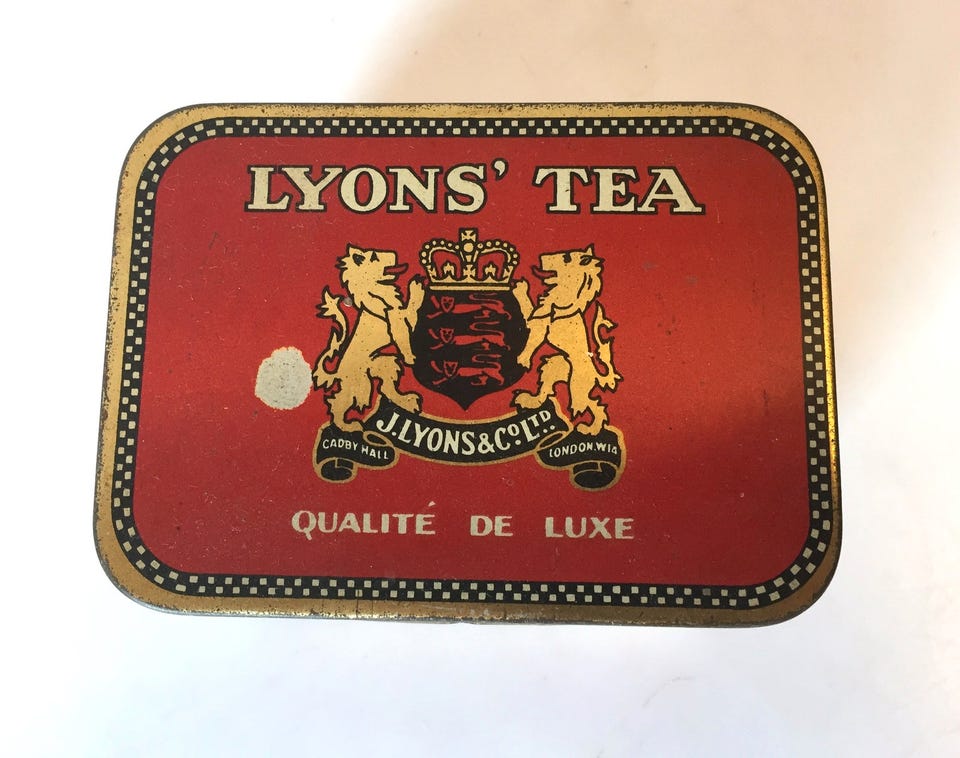 LYONS' TEA
J. LYONS & Co. LTD.
CADBY HALL
LONDON. W14
QUALITÉ DE LUXE